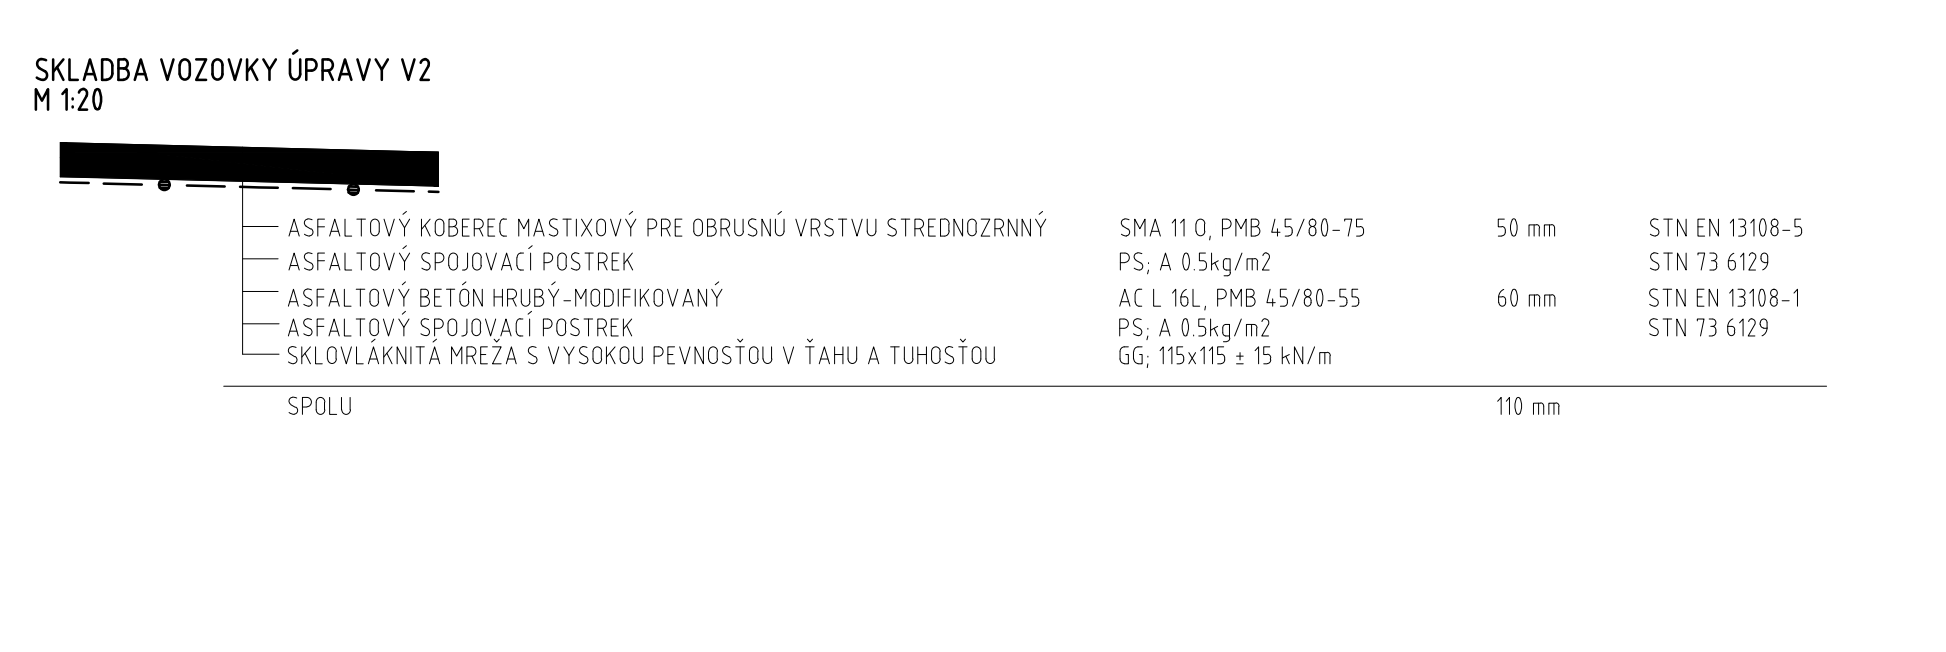 SKLADBA VOZOVKY ÚPRAVY V2
M 1:20
ASFALTOVÝ KOBEREC MASTIXOVÝ PRE OBRUSNÚ VRSTVU STREDNOZRNNÝ SMA 11 O, PMB 45/80-75 50 mm STN EN 13108-5
ASFALTOVÝ SPOJOVACÍ POSTREK PS; A 0.5kg/m2 STN 73 6129
ASFALTOVÝ BETÓN HRUBÝ-MODIFIKOVANÝ AC L 16L, PMB 45/80-55 60 mm STN EN 13108-1
ASFALTOVÝ SPOJOVACÍ POSTREK PS; A 0.5kg/m2 STN 73 6129
SKLOVLÁKNITÁ MREŽA S VYSOKOU PEVNOSŤOU V ŤAHU A TUHOSŤOU GG; 115x115 ± 15 kN/m
SPOLU 110 mm